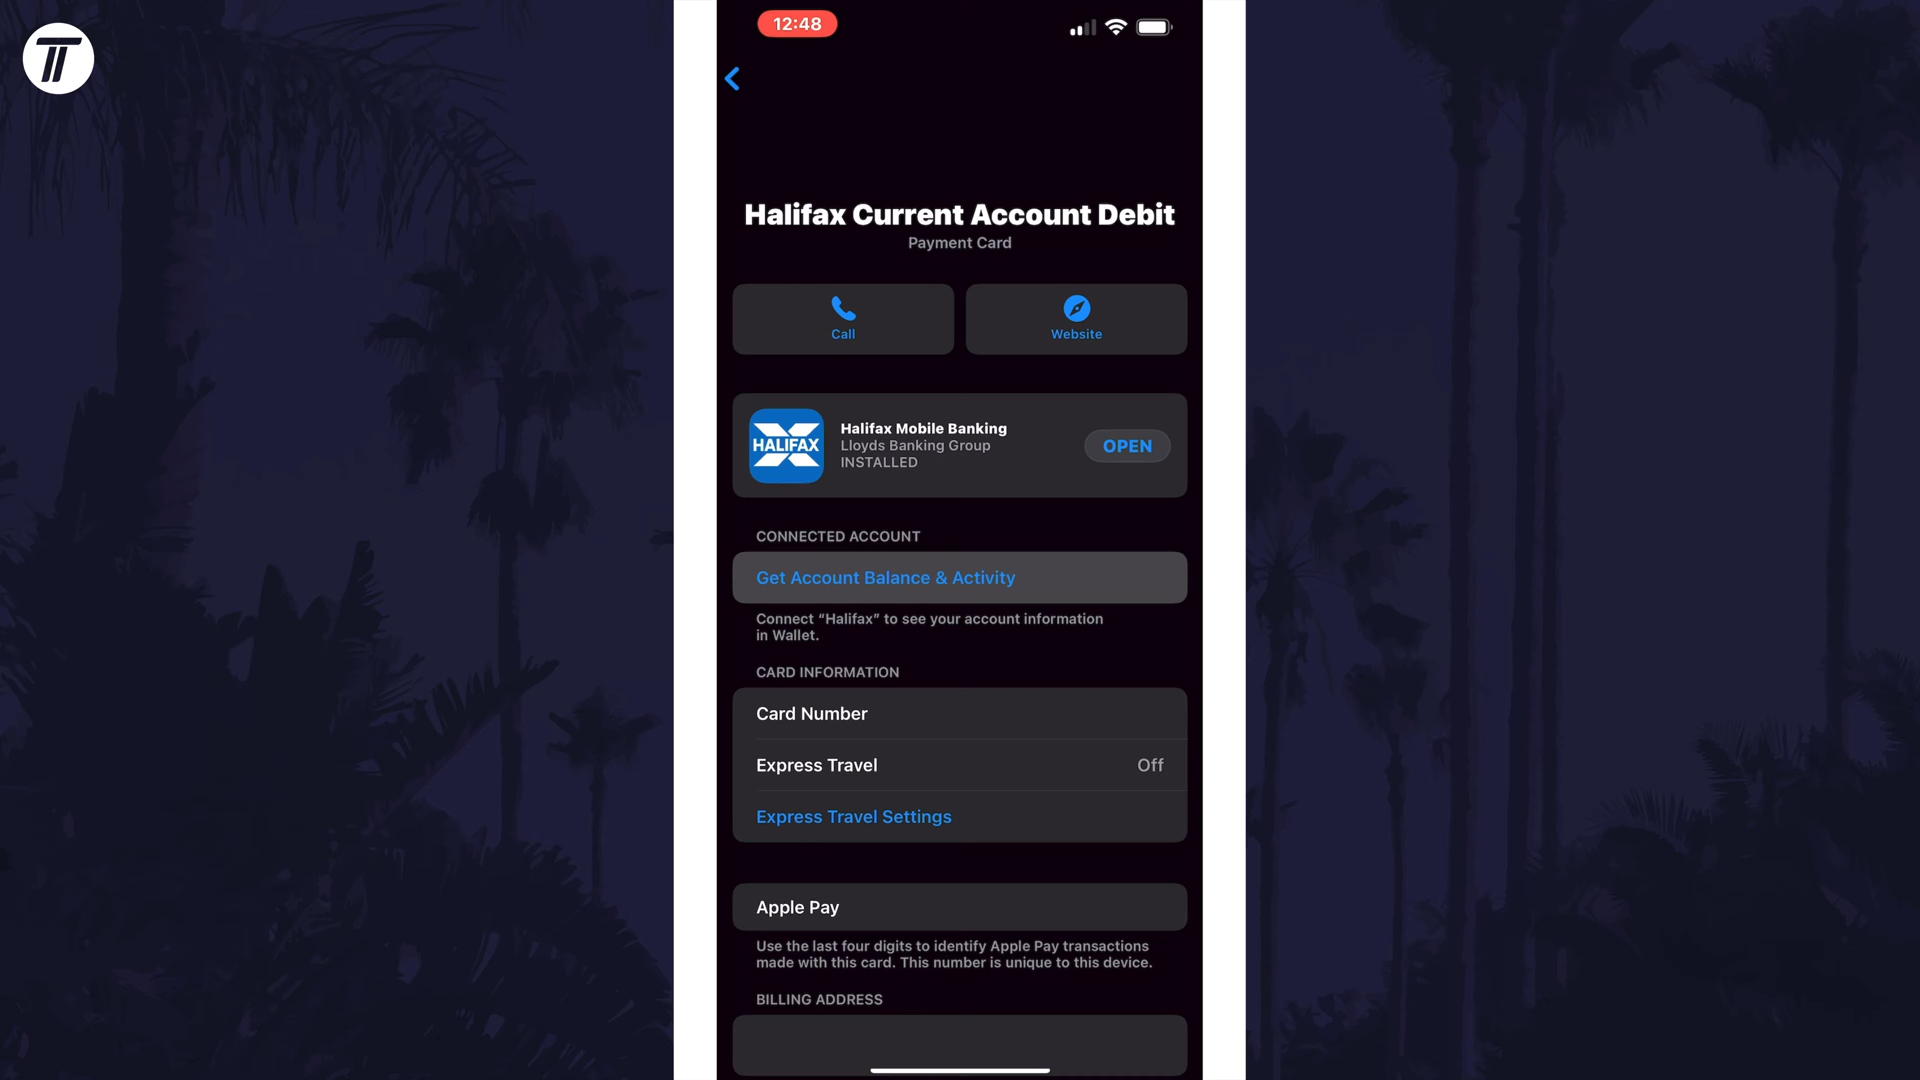 12:48
Halifax Current Account Debit
Payment Card
Call
Website
HALIFAX
Halifax Mobile Banking
Lloyds Banking Group
INSTALLED
OPEN
CONNECTED ACCOUNT
Get Account Balance & Activity
Connect “Halifax” to see your account information
in Wallet.
CARD INFORMATION
Card Number
Express Travel Off
Express Travel Settings
Apple Pay
Use the last four digits to identify Apple Pay transactions
made with this card. This number is unique to this device.
BILLING ADDRESS